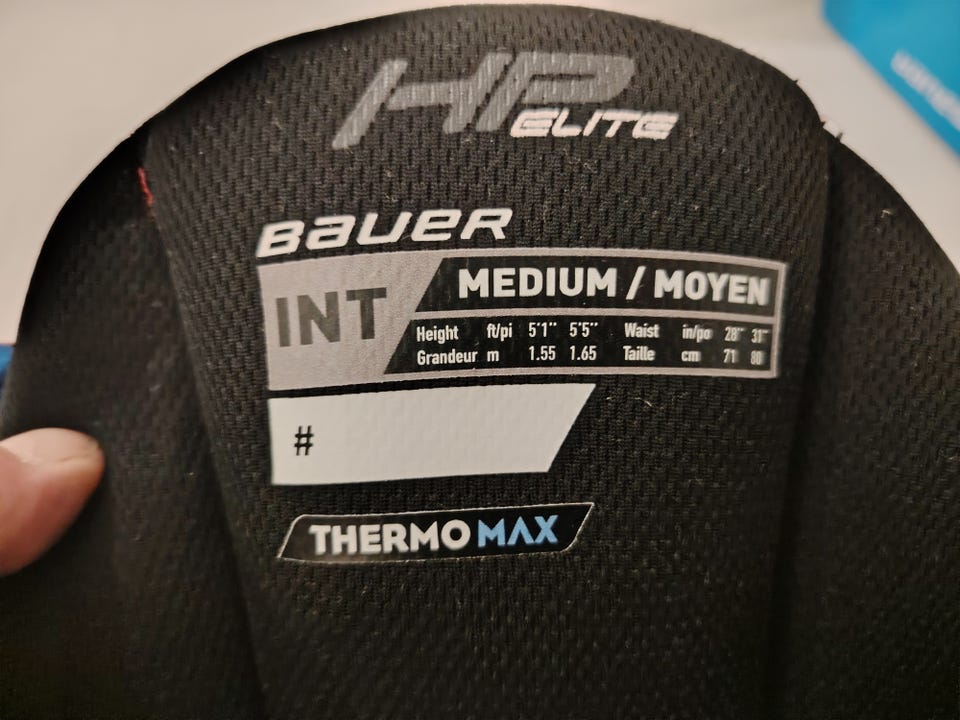 HP
ELITE
BAUER
INT
MEDIUM / MOYEN
Height ft/pi 5'1" 5'5" Waist in/po 28" 31"
Grandeur m 1.55 1.65 Taille cm 71 80
#
THERMO MAX